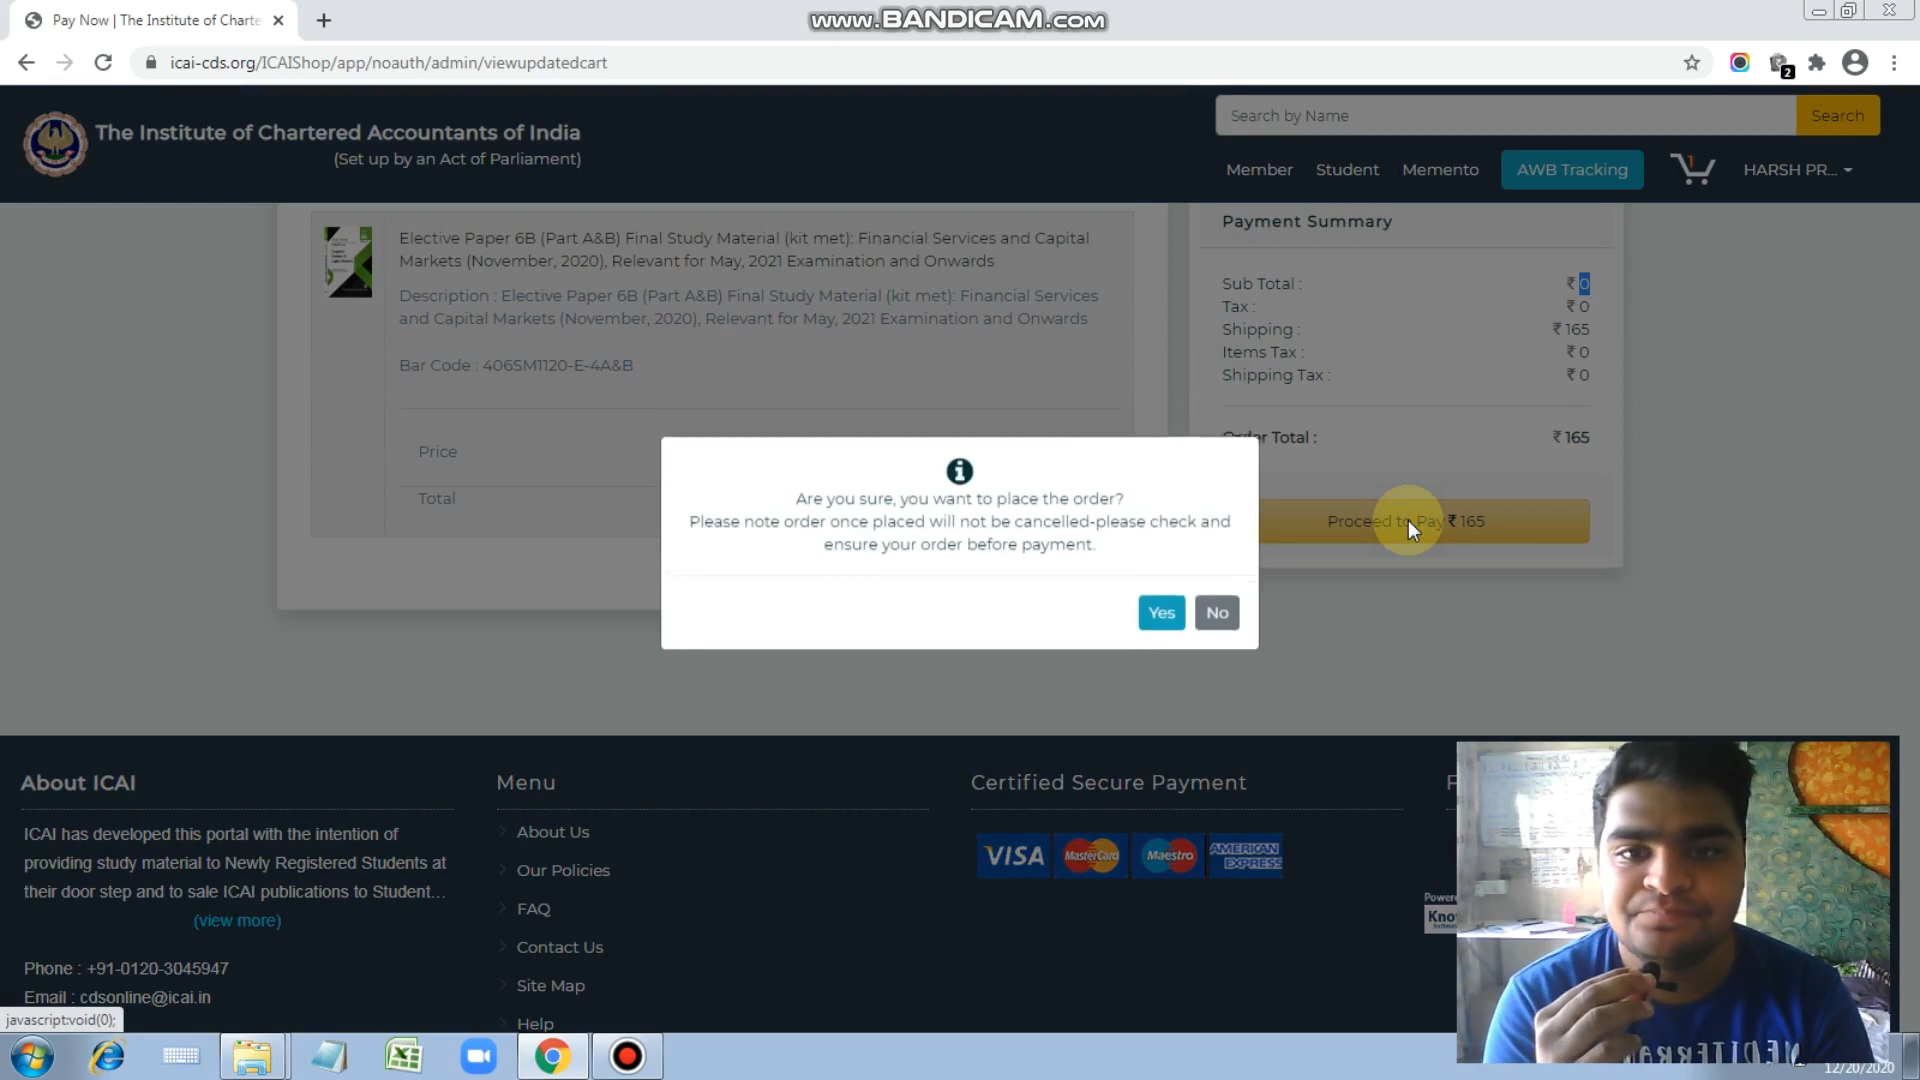 Pay Now | The Institute of Charte
www.BANDICAM.com
icai-cds.org/ICAIShop/app/noauth/admin/viewupdatedcart
2
The Institute of Chartered Accountants of India
(Set up by an Act of Parliament)
Search by Name
Search
Member Student Memento AWB Tracking 1 HARSH PR...
Elective Paper 6B (Part A&B) Final Study Material (kit met): Financial Services and Capital
Markets (November, 2020), Relevant for May, 2021 Examination and Onwards
Description : Elective Paper 6B (Part A&B) Final Study Material (kit met): Financial Services
and Capital Markets (November, 2020), Relevant for May, 2021 Examination and Onwards
Bar Code : 406SM1120-E-4A&B
Price
Total
Payment Summary
Sub Total : ₹ 0
Tax : ₹ 0
Shipping : ₹ 165
Items Tax : ₹ 0
Shipping Tax : ₹ 0
Order Total : ₹ 165
Proceed to Pay ₹ 165
Are you sure, you want to place the order?
Please note order once placed will not be cancelled-please check and
ensure your order before payment.
Yes No
About ICAI
ICAI has developed this portal with the intention of
providing study material to Newly Registered Students at
their door step and to sale ICAI publications to Student...
(view more)
Phone : +91-0120-3045947
Email : cdsonline@icai.in
Menu
About Us
Our Policies
FAQ
Contact Us
Site Map
Help
Certified Secure Payment
VISA MasterCard Maestro AMERICAN EXPRESS
F
Powere
Kno
javascript:void(0);
12/20/2020